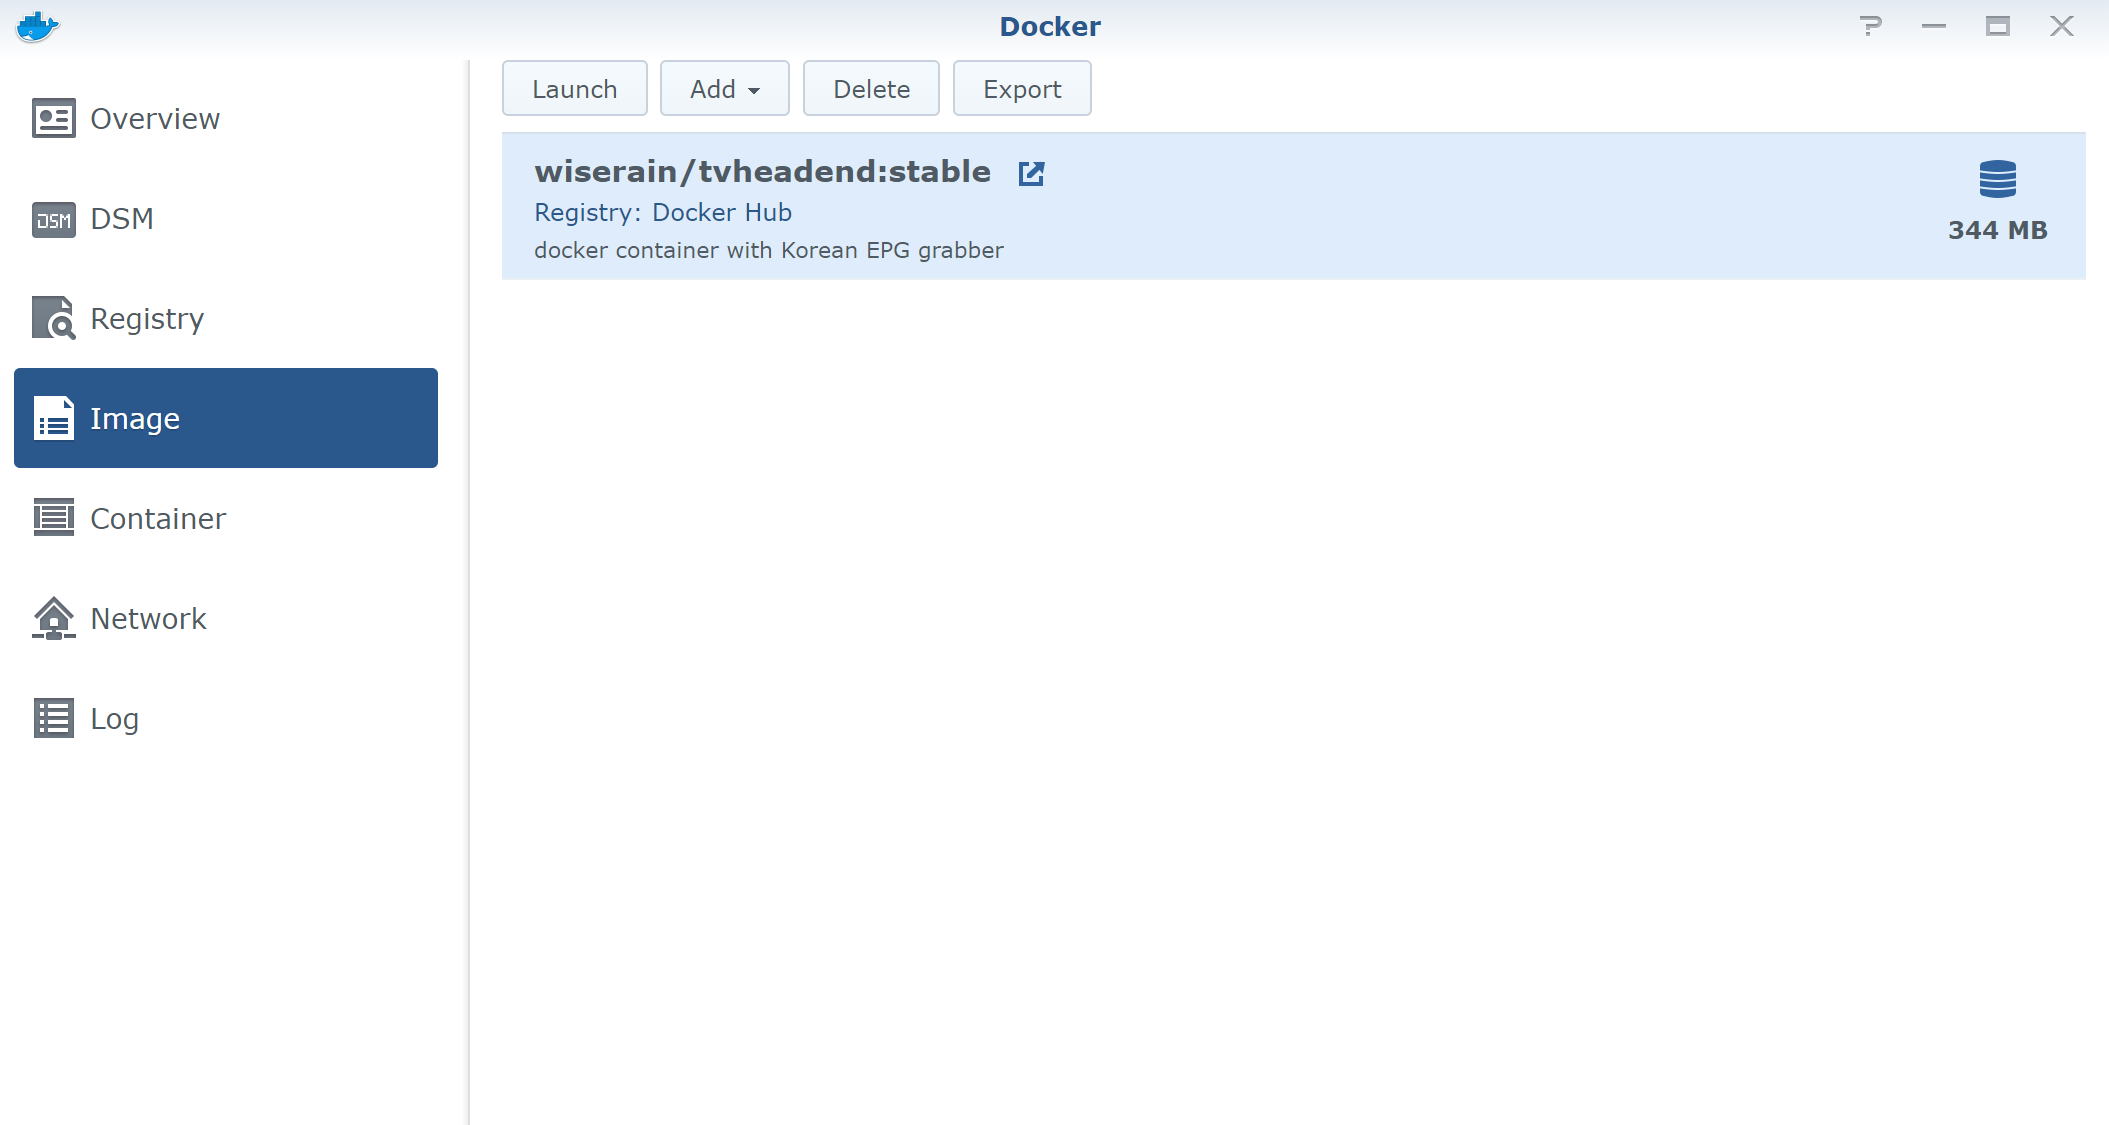 Docker
Overview
DSM
Registry
Image
Container
Network
Log
Launch
Add
Delete
Export
wiserain/tvheadend:stable
Registry: Docker Hub
docker container with Korean EPG grabber
344 MB